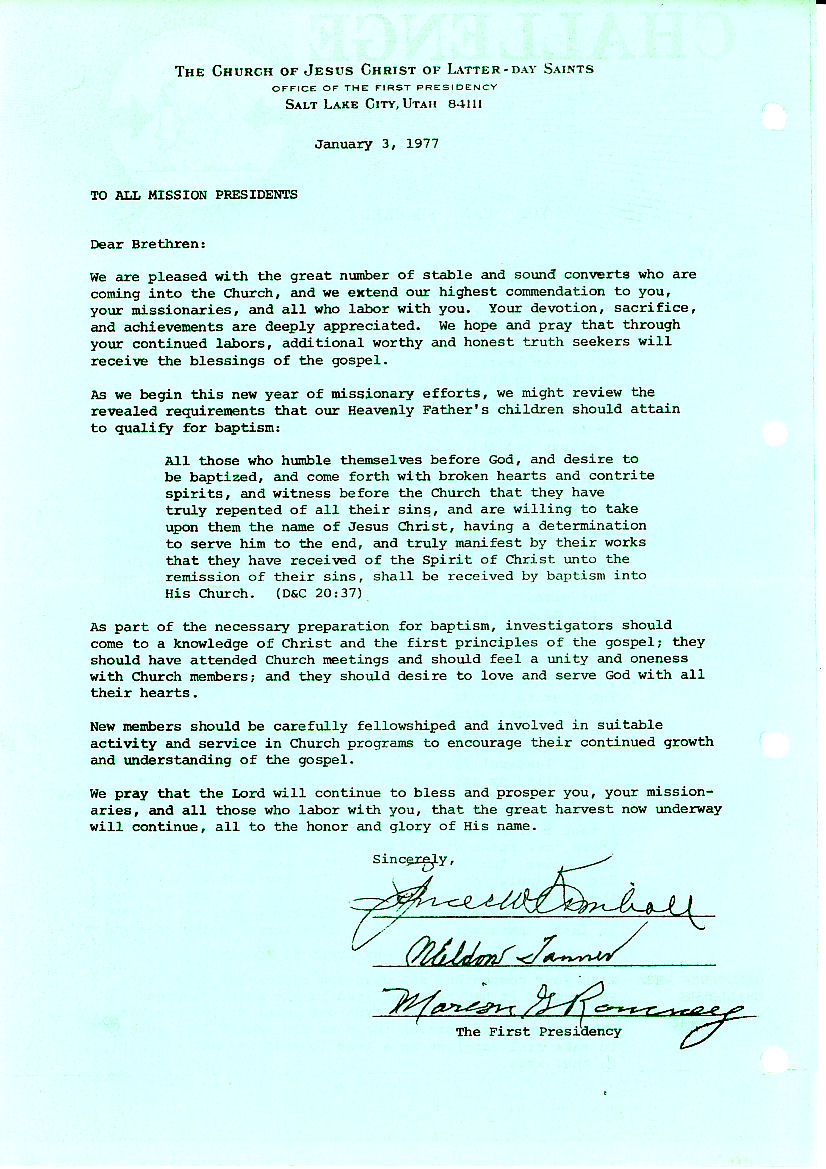 CHALLENGE
THE CHURCH OF JESUS CHRIST OF LATTER-DAY SAINTS
OFFICE OF THE FIRST PRESIDENCY
SALT LAKE CITY, UTAH 84111
January 3, 1977
TO ALL MISSION PRESIDENTS
Dear Brethren:
We are pleased with the great number of stable and sound converts who are
coming into the Church, and we extend our highest commendation to you,
your missionaries, and all who labor with you. Your devotion, sacrifice,
and achievements are deeply appreciated. We hope and pray that through
your continued labors, additional worthy and honest truth seekers will
receive the blessings of the gospel.
As we begin this new year of missionary efforts, we might review the
revealed requirements that our Heavenly Father's children should attain
to qualify for baptism:
All those who humble themselves before God, and desire to
be baptized, and come forth with broken hearts and contrite
spirits, and witness before the Church that they have
truly repented of all their sins, and are willing to take
upon them the name of Jesus Christ, having a determination
to serve him to the end, and truly manifest by their works
that they have received of the Spirit of Christ unto the
remission of their sins, shall be received by baptism into
His Church. (D&C 20:37)
As part of the necessary preparation for baptism, investigators should
come to a knowledge of Christ and the first principles of the gospel; they
should have attended Church meetings and should feel a unity and oneness
with Church members; and they should desire to love and serve God with all
their hearts.
New members should be carefully fellowshiped and involved in suitable
activity and service in Church programs to encourage their continued growth
and understanding of the gospel.
We pray that the Lord will continue to bless and prosper you, your mission-
aries, and all those who labor with you, that the great harvest now underway
will continue, all to the honor and glory of His name.
Sincerely,
Spencer W Kimball
N Eldon Tanner
Marion G Romney
The First Presidency